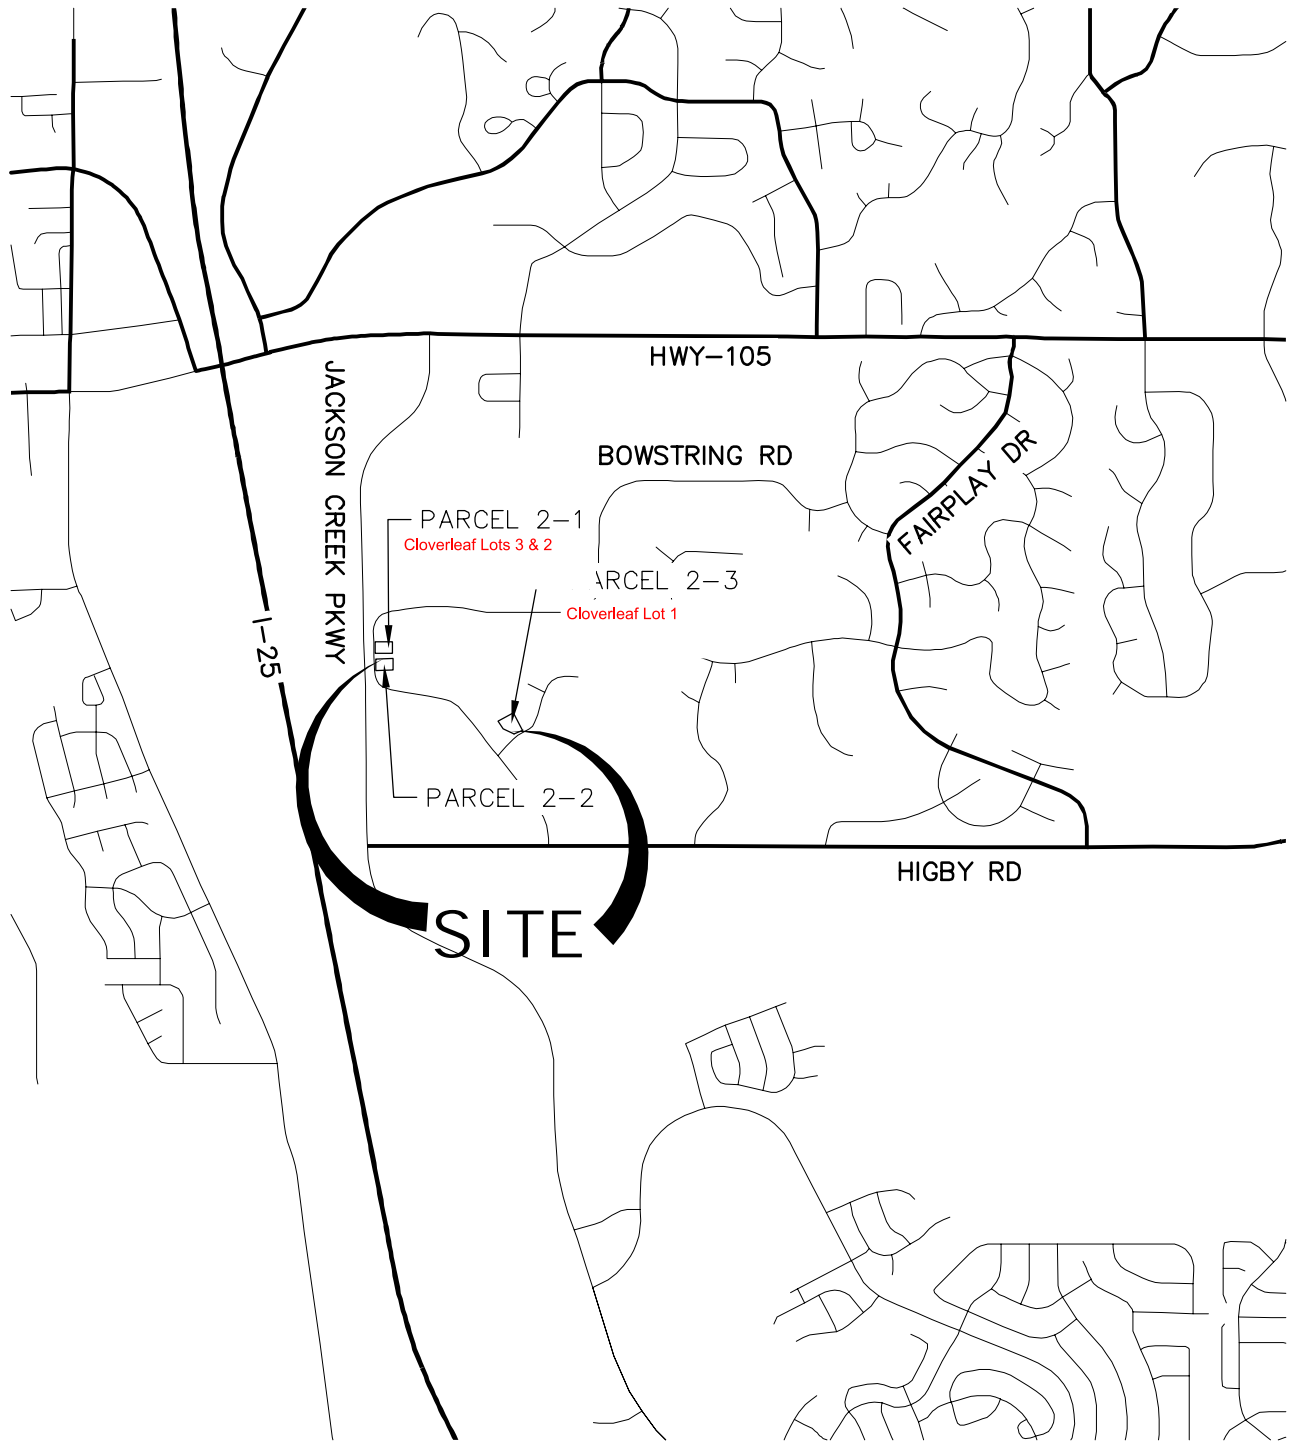 HWY-105
JACKSON CREEK PKWY
BOWSTRING RD
FAIRPLAY DR
PARCEL 2-1
Cloverleaf Lots 3 & 2
ARCEL 2-3
Cloverleaf Lot 1
I-25
PARCEL 2-2
HIGBY RD
SITE